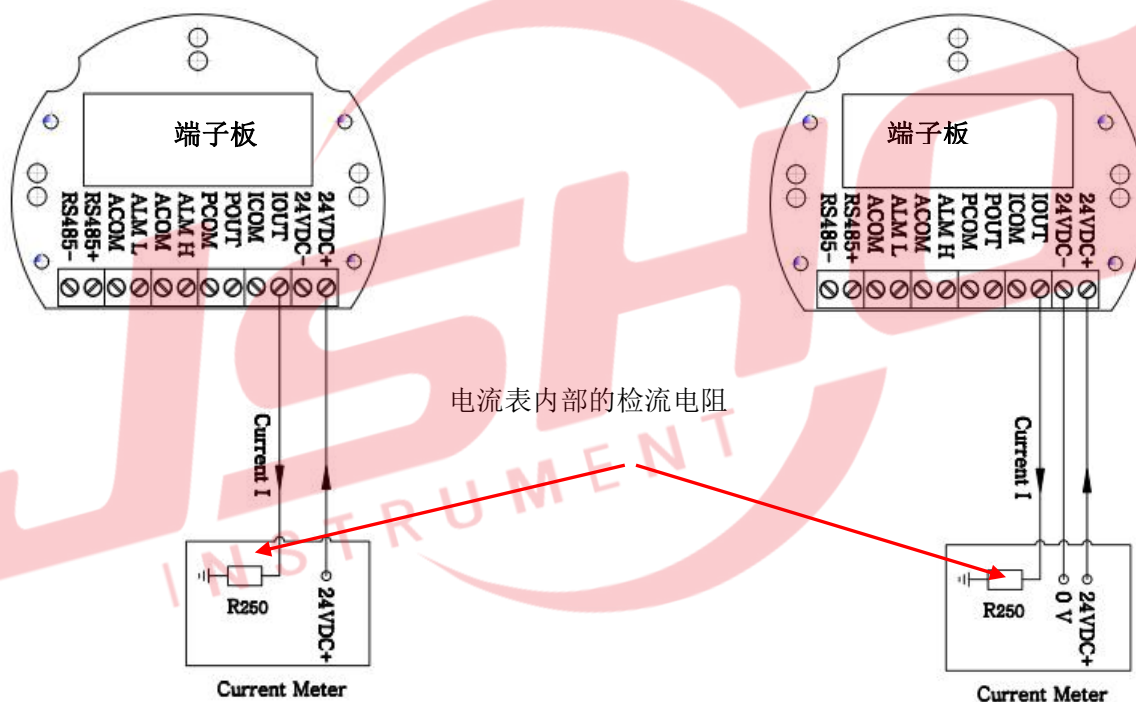 端子板
RS485-
RS485+
ACOM
ALM L
ACOM
ALM H
PCOM
POUT
ICOM
IOUT
24VDC-
24VDC+
端子板
RS485-
RS485+
ACOM
ALM L
ACOM
ALM H
PCOM
POUT
ICOM
IOUT
24VDC-
24VDC+
电流表内部的检流电阻
Current I
Current I
R250
24VDC+
R250
0 V
24VDC+
Current Meter
Current Meter
JSHO
INSTRUMENT